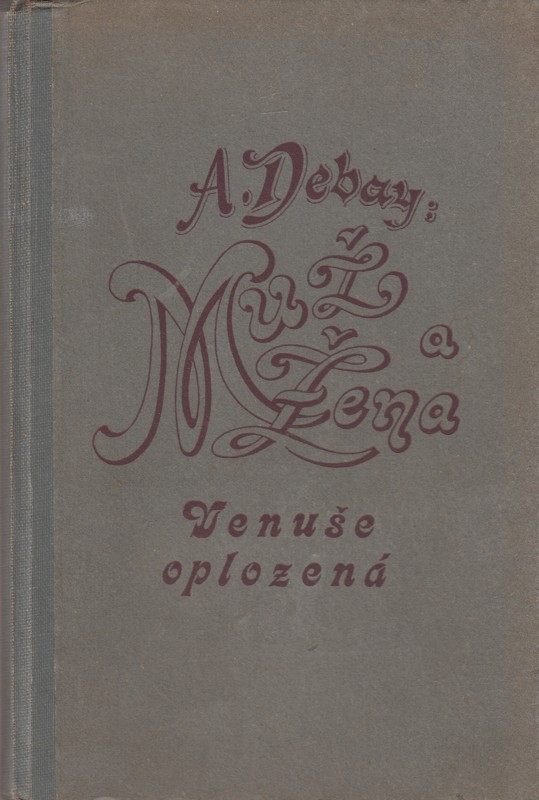 A. Debay:
Muž a
Žena
Venuše
oplozená